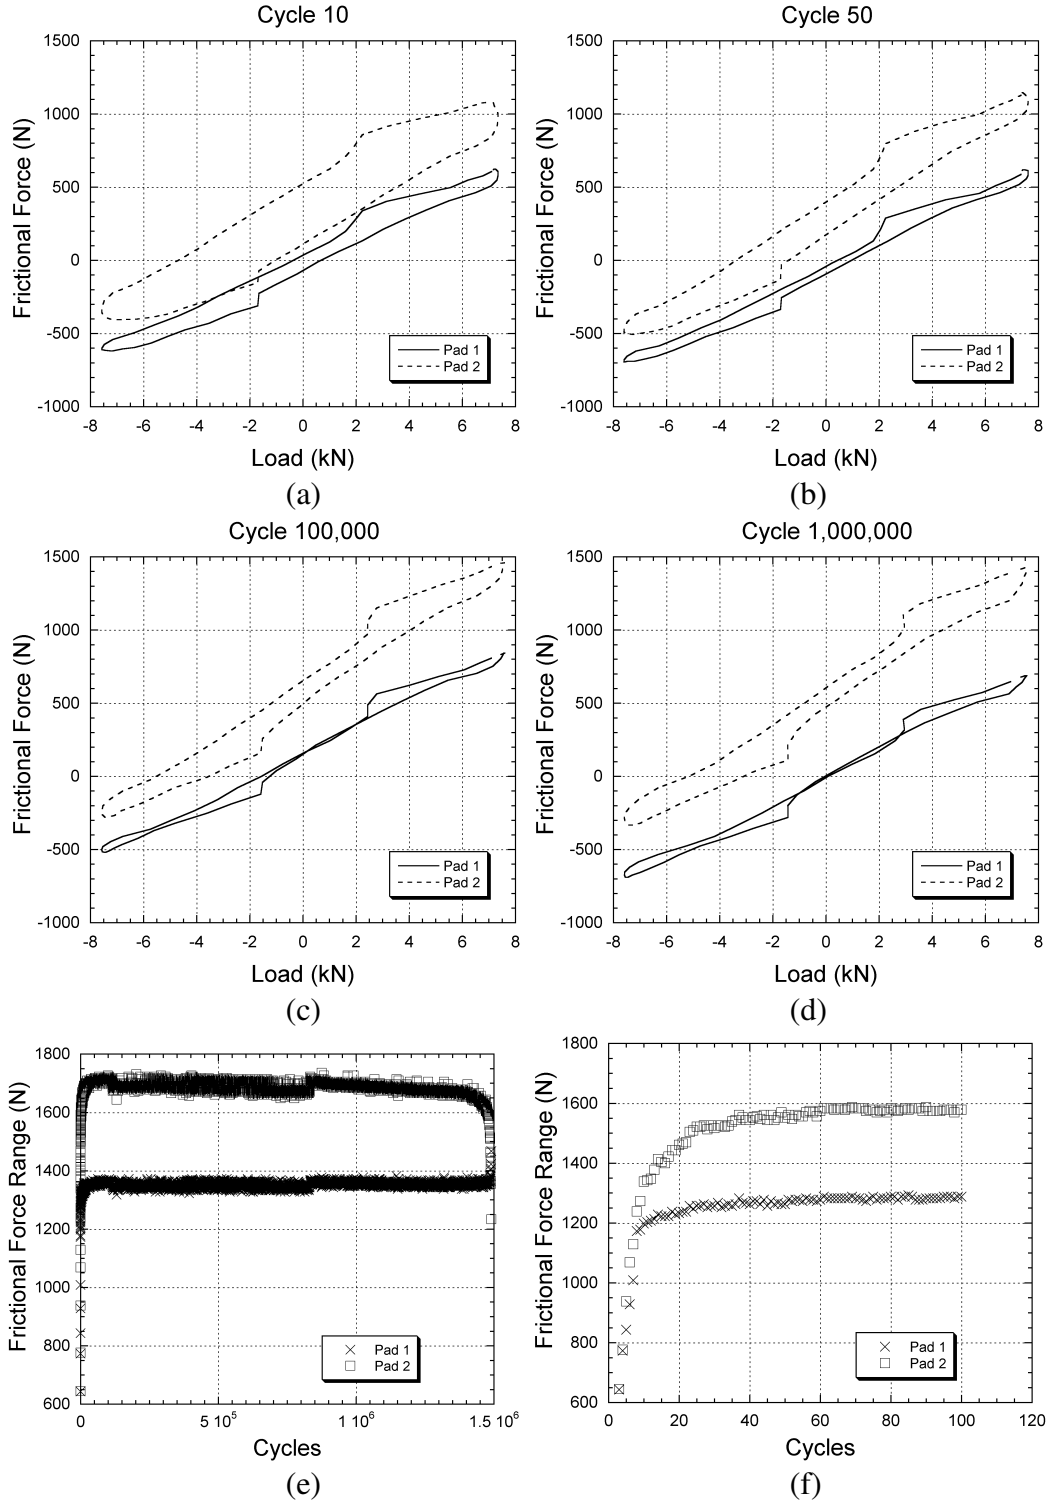 Cycle 10
Frictional Force (N)
1500
1000
500
0
-500
-1000
Pad 1
Pad 2
-8 -6 -4 -2 0 2 4 6 8
Load (kN)
(a)
Cycle 50
Frictional Force (N)
1500
1000
500
0
-500
-1000
Pad 1
Pad 2
-8 -6 -4 -2 0 2 4 6 8
Load (kN)
(b)
Cycle 100,000
Frictional Force (N)
1500
1000
500
0
-500
-1000
Pad 1
Pad 2
-8 -6 -4 -2 0 2 4 6 8
Load (kN)
(c)
Cycle 1,000,000
Frictional Force (N)
1500
1000
500
0
-500
-1000
Pad 1
Pad 2
-8 -6 -4 -2 0 2 4 6 8
Load (kN)
(d)
Frictional Force Range (N)
1800
1600
1400
1200
1000
800
600
Pad 1
Pad 2
0 5 10⁵ 1 10⁶ 1.5 10⁶
Cycles
(e)
Frictional Force Range (N)
1800
1600
1400
1200
1000
800
600
Pad 1
Pad 2
0 20 40 60 80 100 120
Cycles
(f)